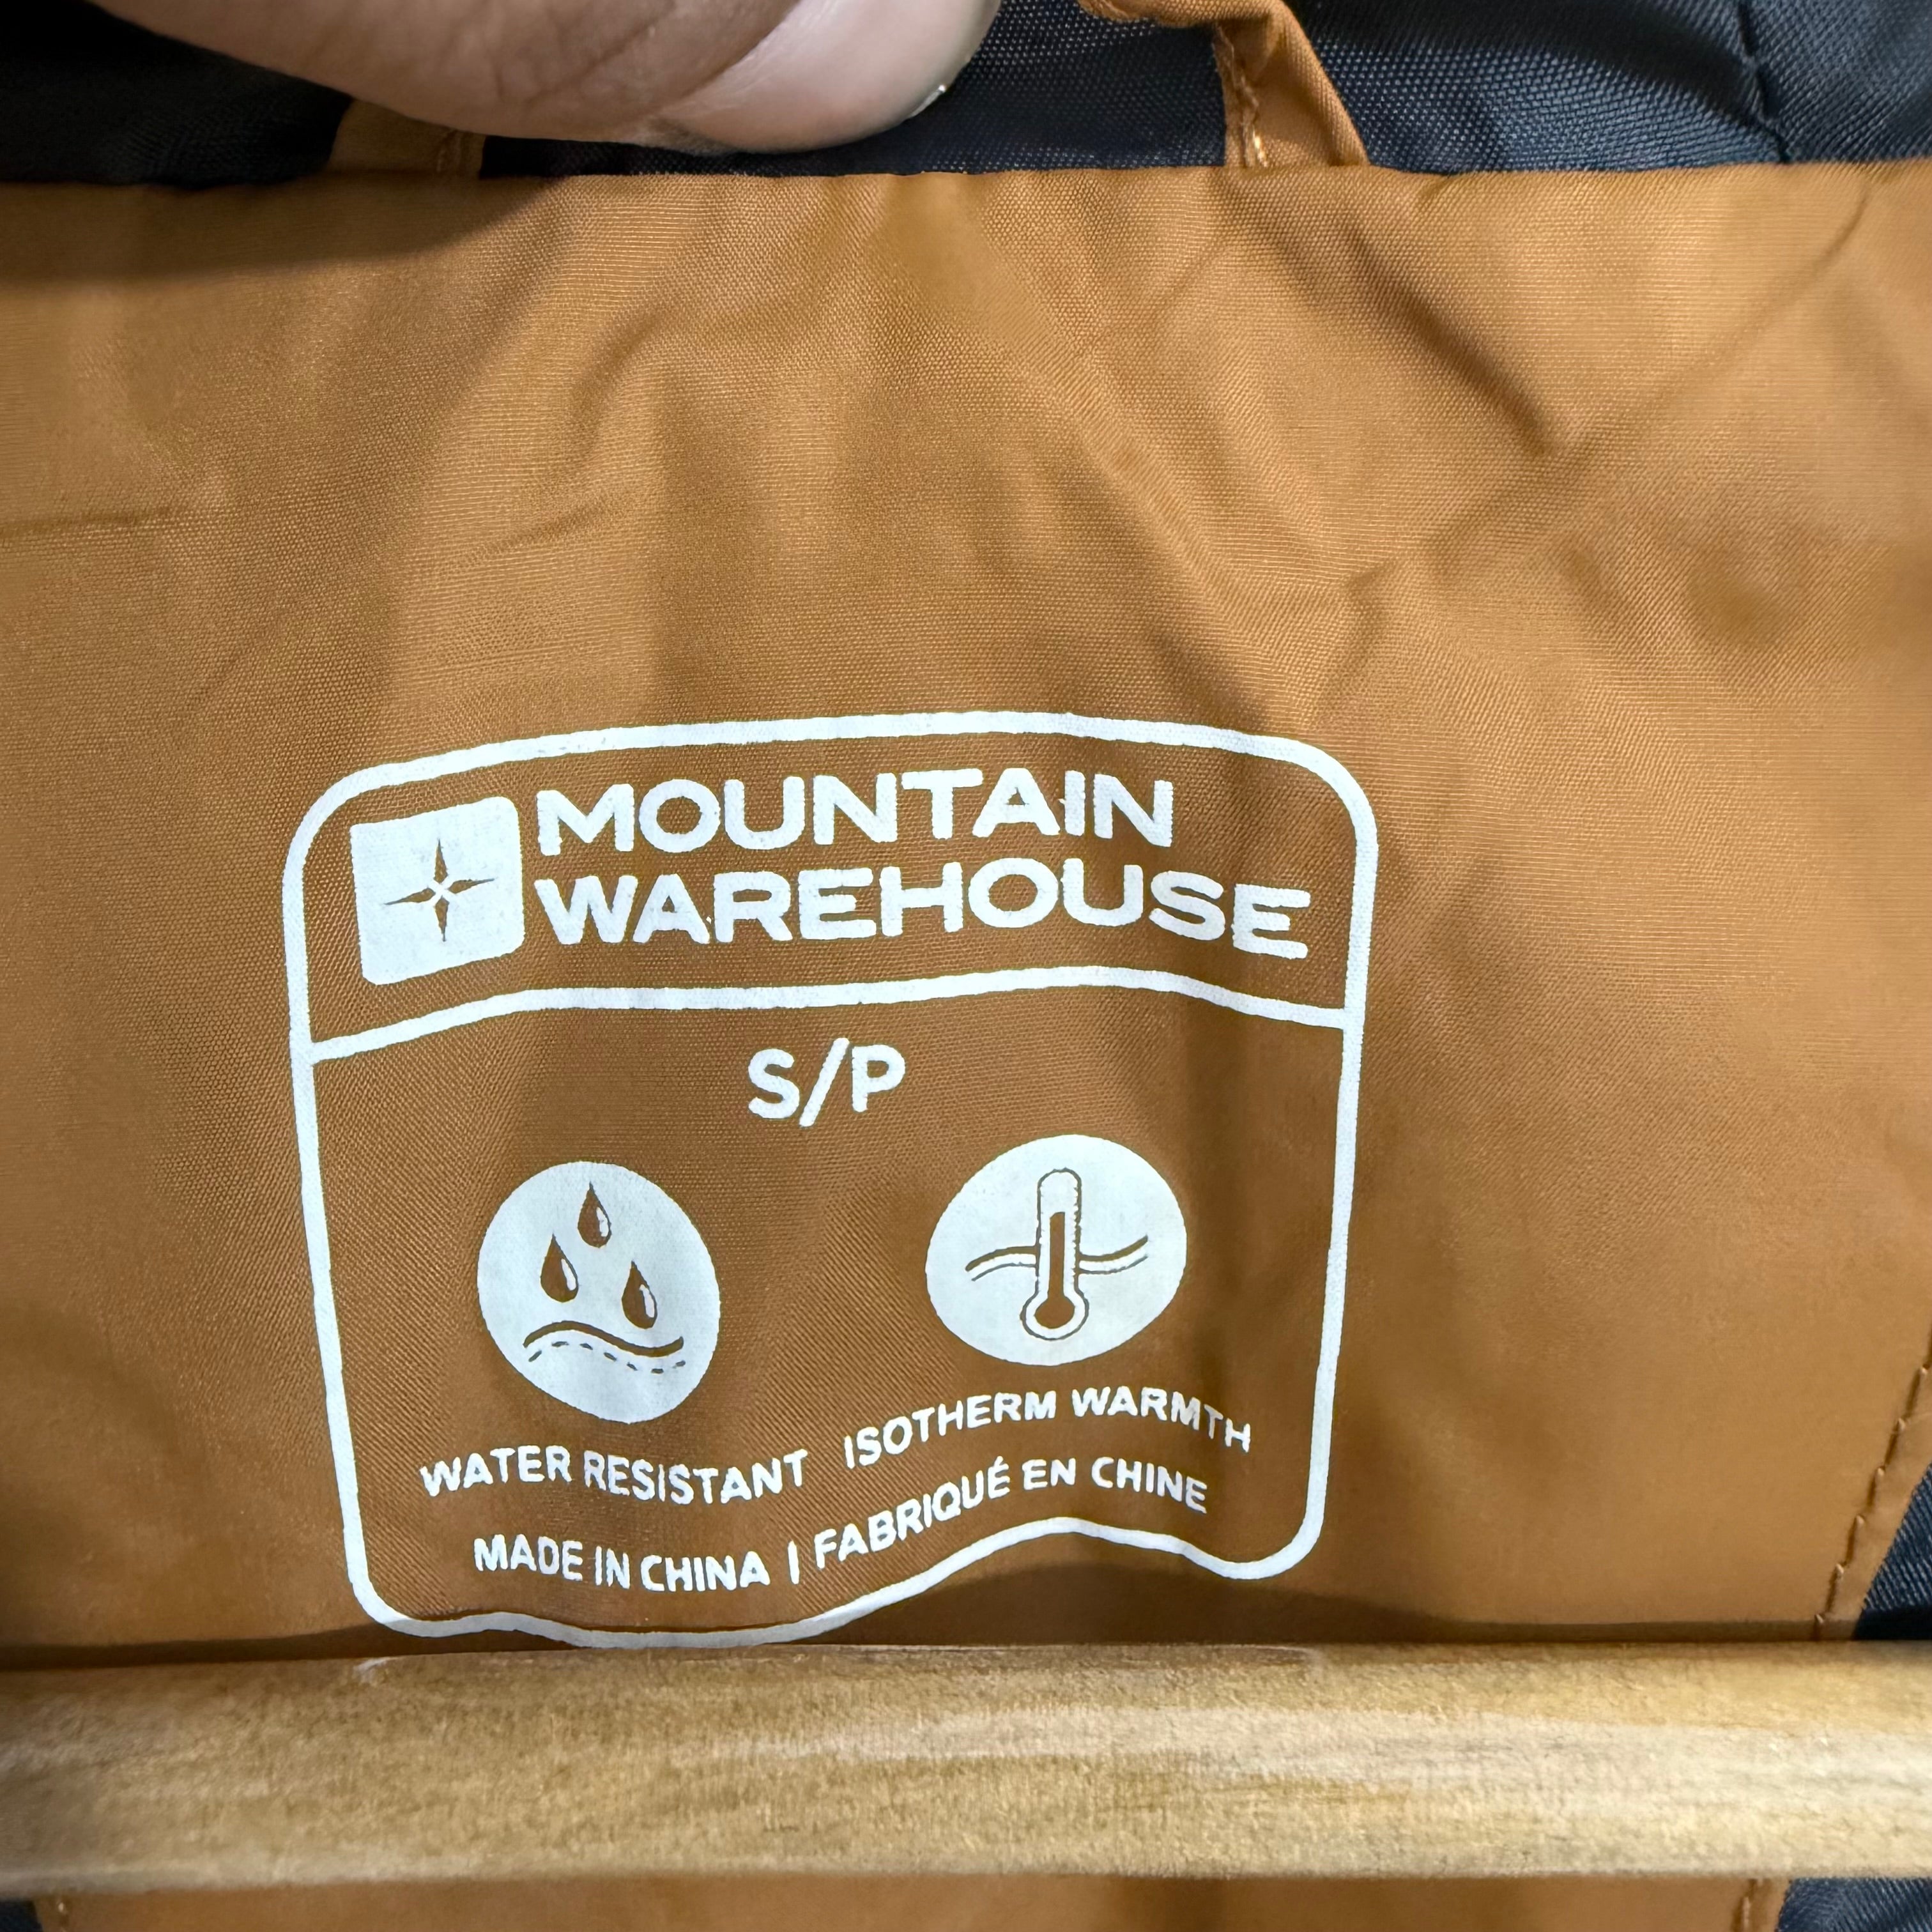 MOUNTAIN
WAREHOUSE
S/P
WATER RESISTANT ISOTHERM WARMTH
MADE IN CHINA | FABRIQUÉ EN CHINE